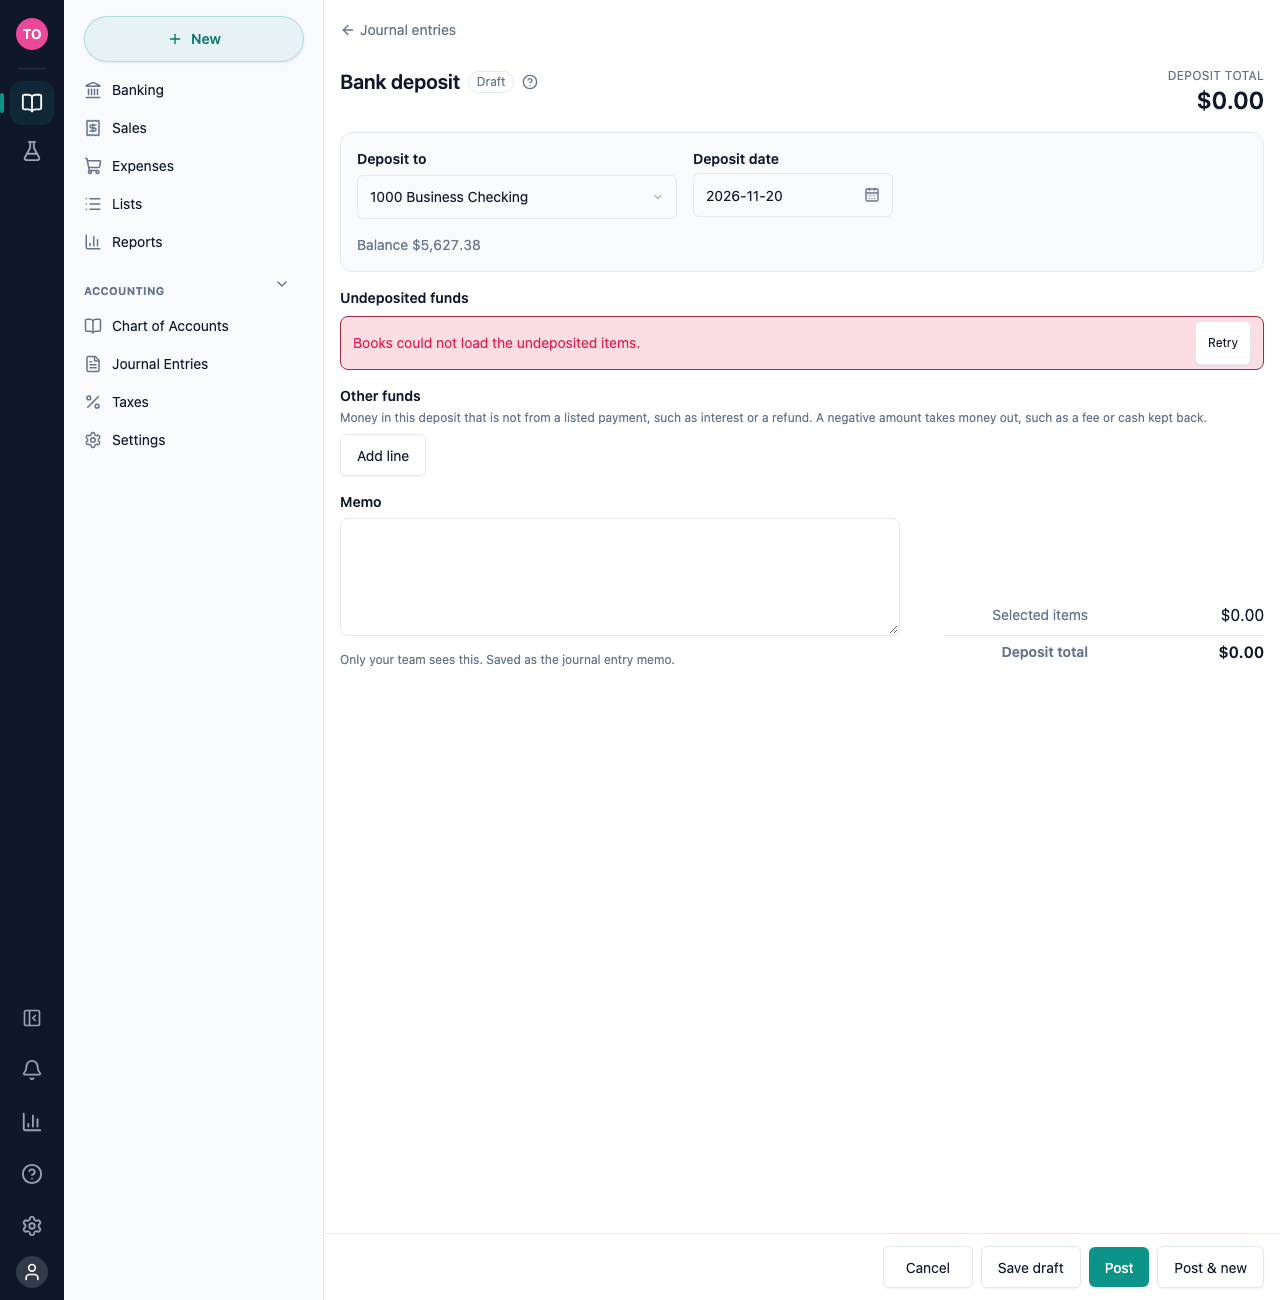 TO
New
Banking
Sales
Expenses
Lists
Reports
ACCOUNTING
Chart of Accounts
Journal Entries
Taxes
Settings
Journal entries
Bank deposit
Draft
DEPOSIT TOTAL
$0.00
Deposit to
Deposit date
1000 Business Checking
2026-11-20
Balance $5,627.38
Undeposited funds
Books could not load the undeposited items.
Retry
Other funds
Money in this deposit that is not from a listed payment, such as interest or a refund. A negative amount takes money out, such as a fee or cash kept back.
Add line
Memo
Selected items $0.00
Deposit total $0.00
Only your team sees this. Saved as the journal entry memo.
Cancel
Save draft
Post
Post & new